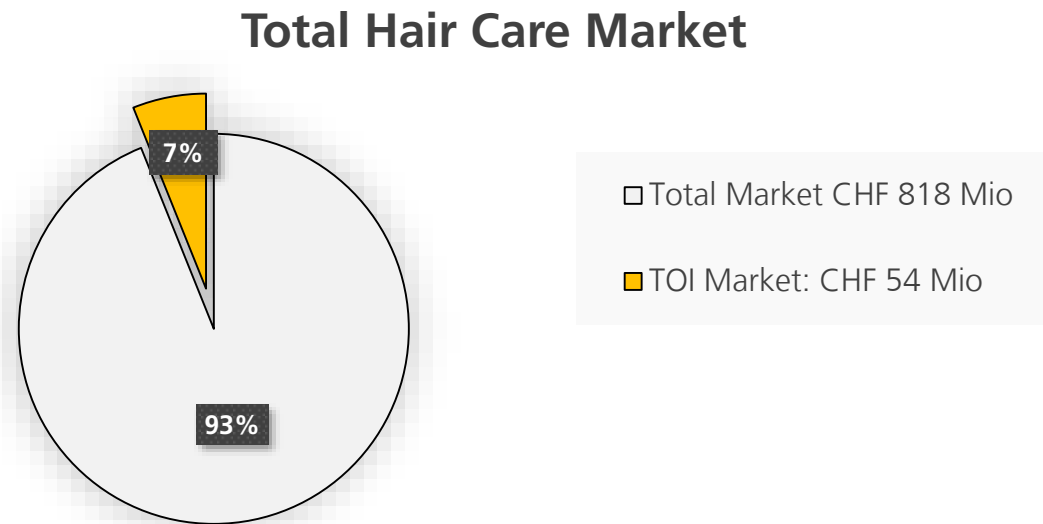 Total Hair Care Market
7%
Total Market CHF 818 Mio
TOI Market: CHF 54 Mio
93%